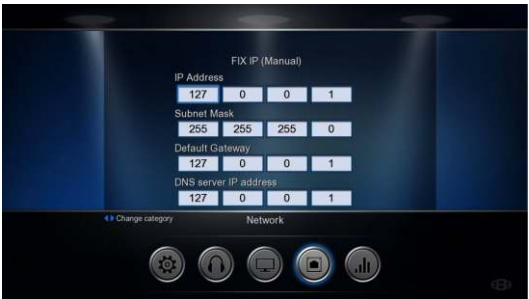 FIX IP (Manual)
IP Address
127 0 0 1
Subnet Mask
255 255 255 0
Default Gateway
127 0 0 1
DNS server IP address
127 0 0 1
Change category
Network